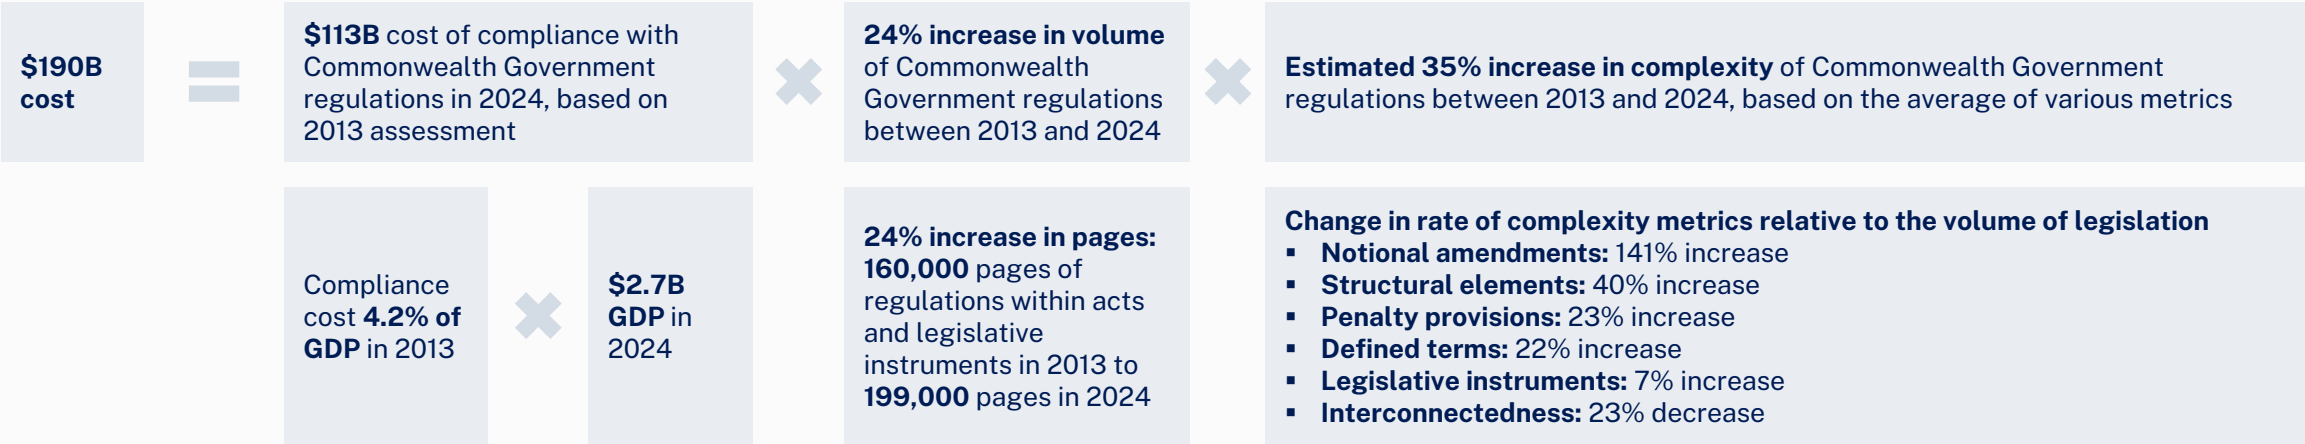 $190B
cost
$113B cost of compliance with
Commonwealth Government
regulations in 2024, based on
2013 assessment
24% increase in volume
of Commonwealth
Government regulations
between 2013 and 2024
Estimated 35% increase in complexity of Commonwealth Government
regulations between 2013 and 2024, based on the average of various metrics
Compliance
cost 4.2% of
GDP in 2013
$2.7B
GDP in
2024
24% increase in pages:
160,000 pages of
regulations within acts
and legislative
instruments in 2013 to
199,000 pages in 2024
Change in rate of complexity metrics relative to the volume of legislation
▪ Notional amendments: 141% increase
▪ Structural elements: 40% increase
▪ Penalty provisions: 23% increase
▪ Defined terms: 22% increase
▪ Legislative instruments: 7% increase
▪ Interconnectedness: 23% decrease